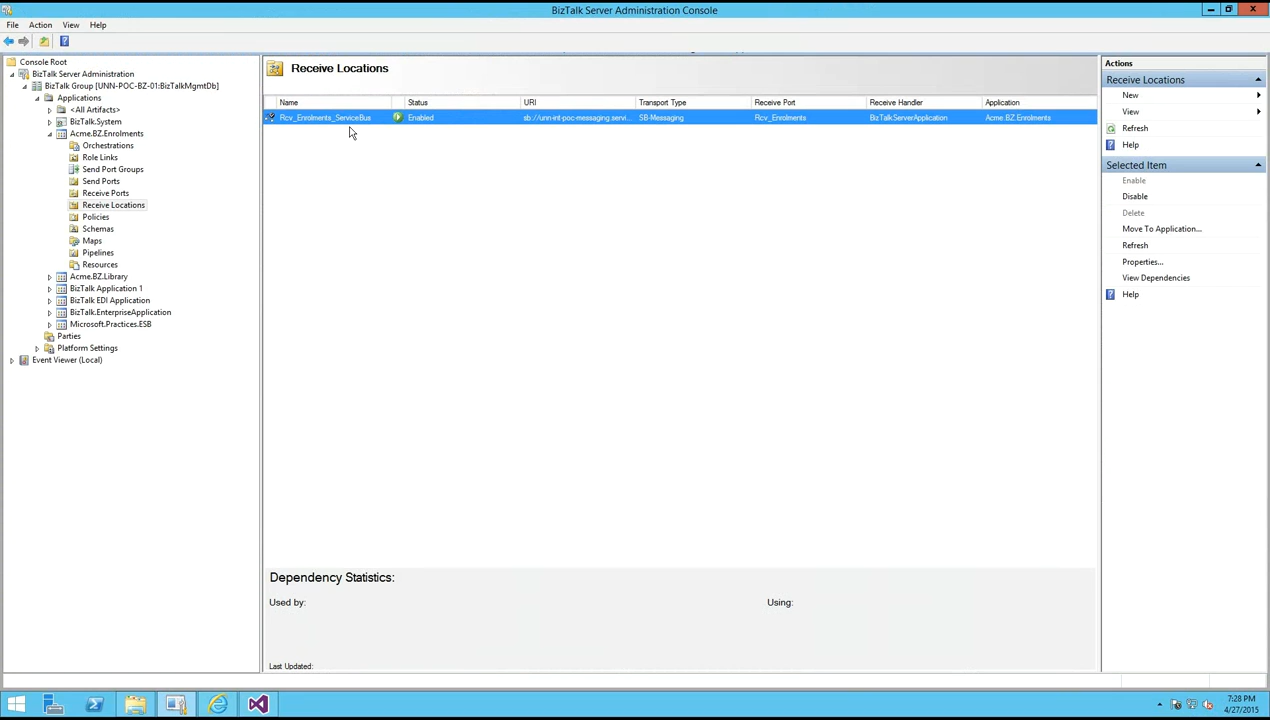 BizTalk Server Administration Console
File Action View Help
Console Root
BizTalk Server Administration
BizTalk Group [UNN-POC-BZ-01:BizTalkMgmtDb]
Applications
<All Artifacts>
BizTalk.System
Acme.BZ.Enrolments
Orchestrations
Role Links
Send Port Groups
Send Ports
Receive Ports
Receive Locations
Policies
Schemas
Maps
Pipelines
Resources
Acme.BZ.Library
BizTalk Application 1
BizTalk EDI Application
BizTalk.EnterpriseApplication
Microsoft.Practices.ESB
Parties
Platform Settings
Event Viewer (Local)
Receive Locations
Name Status URI Transport Type Receive Port Receive Handler Application
Rcv_Enrolments_ServiceBus Enabled sb://unn-int-poc-messaging.servi... SB-Messaging Rcv_Enrolments BizTalkServerApplication Acme.BZ.Enrolments
Dependency Statistics:
Used by: Using:
Last Updated:
Actions
Receive Locations
New
View
Refresh
Help
Selected Item
Enable
Disable
Delete
Move To Application...
Refresh
Properties...
View Dependencies
Help
7:28 PM
4/27/2015